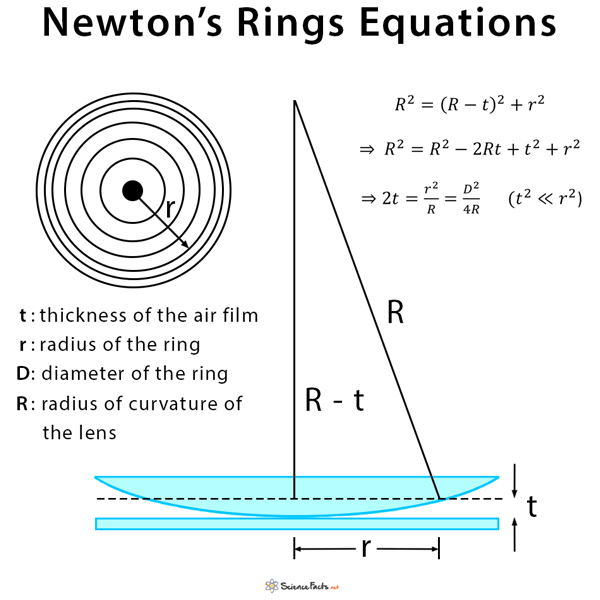 Newton's Rings Equations
R² = (R − t)² + r²
⇒ R² = R² − 2Rt + t² + r²
⇒ 2t = r²/R = D²/4R (t² ≪ r²)
r
t: thickness of the air film
r: radius of the ring
D: diameter of the ring
R: radius of curvature of
the lens
R
R - t
t
r
ScienceFacts.net